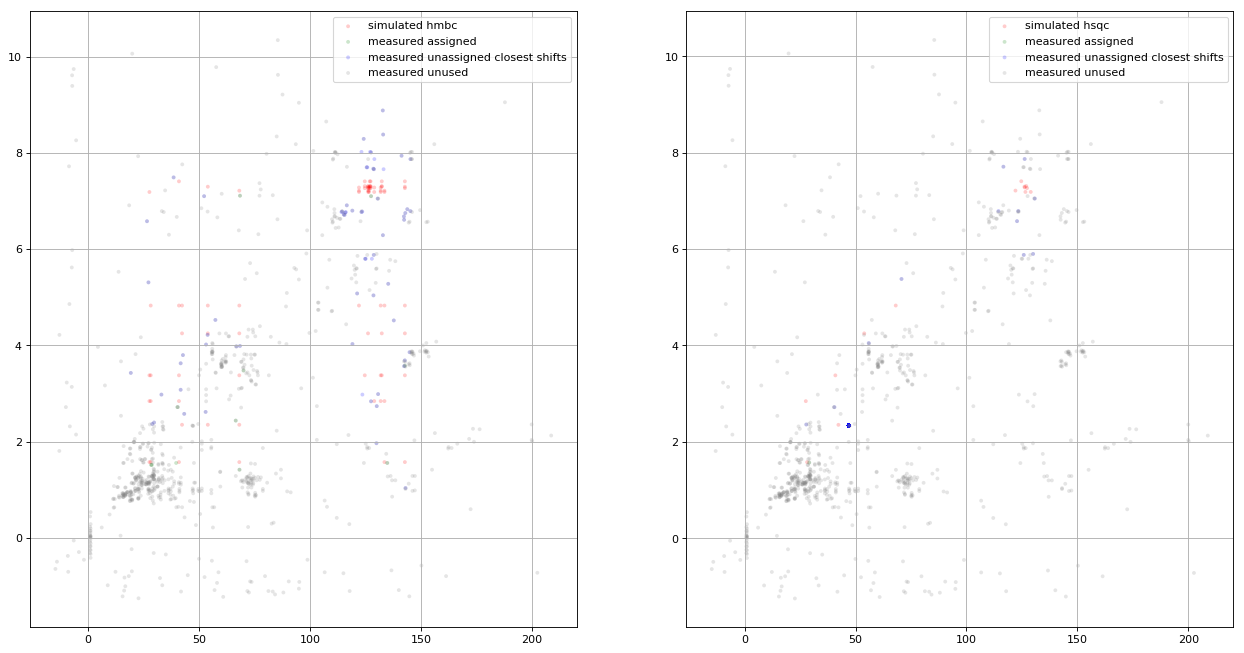 simulated hmbc
measured assigned
measured unassigned closest shifts
measured unused
10
8
6
4
2
0
0
50
100
150
200
simulated hsqc
measured assigned
measured unassigned closest shifts
measured unused
10
8
6
4
2
0
0
50
100
150
200